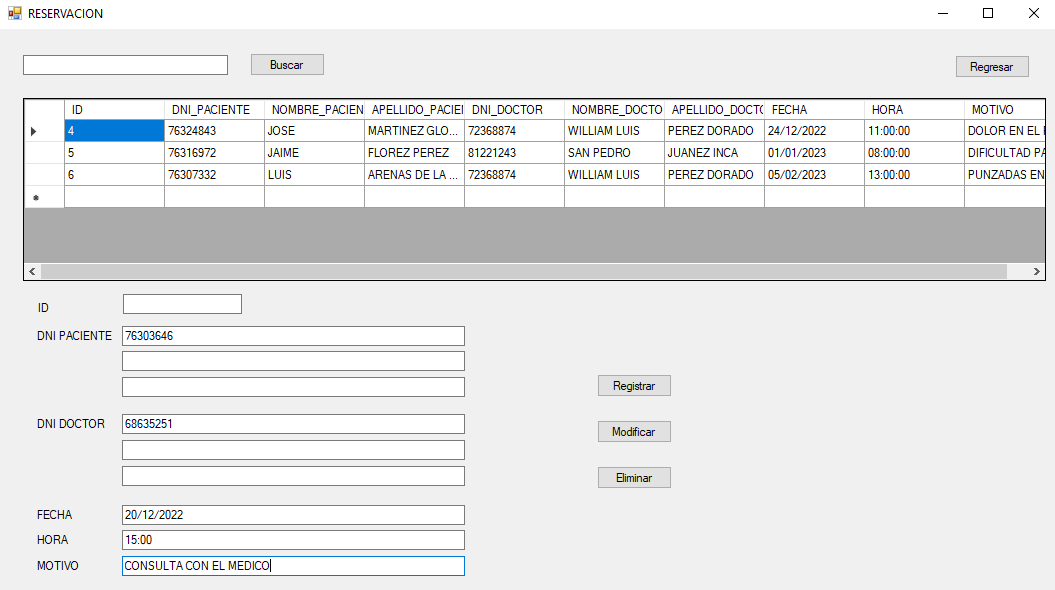 RESERVACION
Buscar
Regresar
ID DNI_PACIENTE NOMBRE_PACIEN APELLIDO_PACIEI DNI_DOCTOR NOMBRE_DOCTO APELLIDO_DOCTO FECHA HORA MOTIVO
4 76324843 JOSE MARTINEZ GLO... 72368874 WILLIAM LUIS PEREZ DORADO 24/12/2022 11:00:00 DOLOR EN EL
5 76316972 JAIME FLOREZ PEREZ 81221243 SAN PEDRO JUANEZ INCA 01/01/2023 08:00:00 DIFICULTAD PA
6 76307332 LUIS ARENAS DE LA ... 72368874 WILLIAM LUIS PEREZ DORADO 05/02/2023 13:00:00 PUNZADAS EN
ID
DNI PACIENTE 76303646
Registrar
DNI DOCTOR 68635251
Modificar
Eliminar
FECHA 20/12/2022
HORA 15:00
MOTIVO CONSULTA CON EL MEDICO